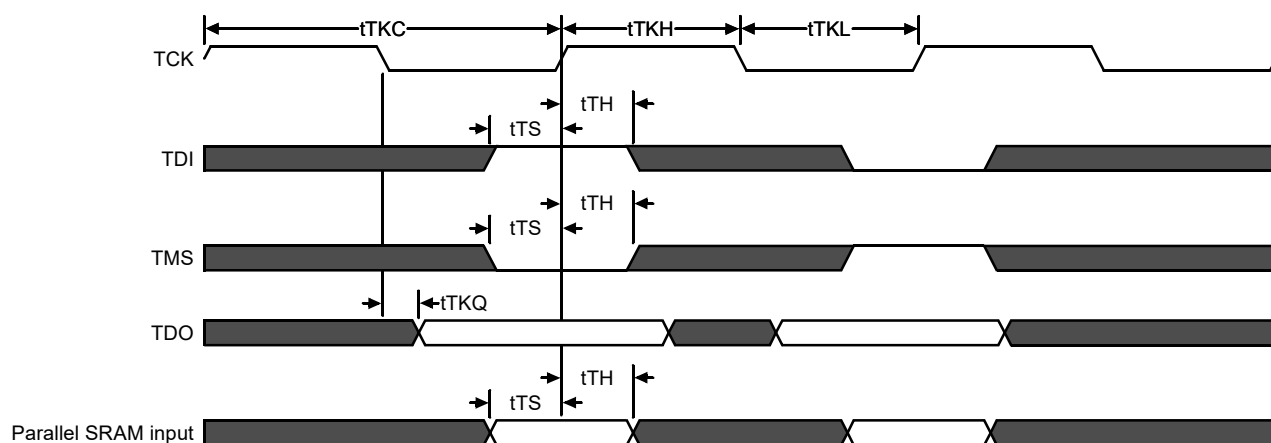 tTKC tTKH tTKL
TCK
tTH
tTS
TDI
tTH
tTS
TMS
tTKQ
TDO
tTH
tTS
Parallel SRAM input